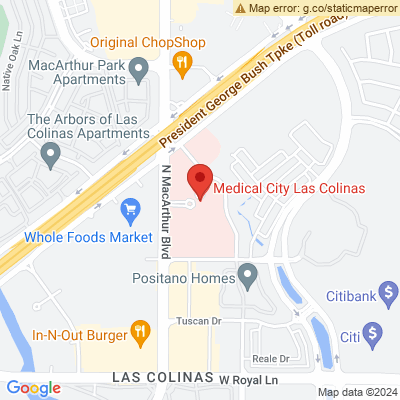 Map error: g.co/staticmaperror
Native Oak Ln
Original ChopShop
MacArthur Park
Apartments
President George Bush Tpke (Toll road)
The Arbors of Las
Colinas Apartments
N MacArthur Blvd
Medical City Las Colinas
Whole Foods Market
Positano Homes
Citibank
Tuscan Dr
In-N-Out Burger
Citi
Reale Dr
LAS COLINAS
W Royal Ln
Google
Map data ©2024